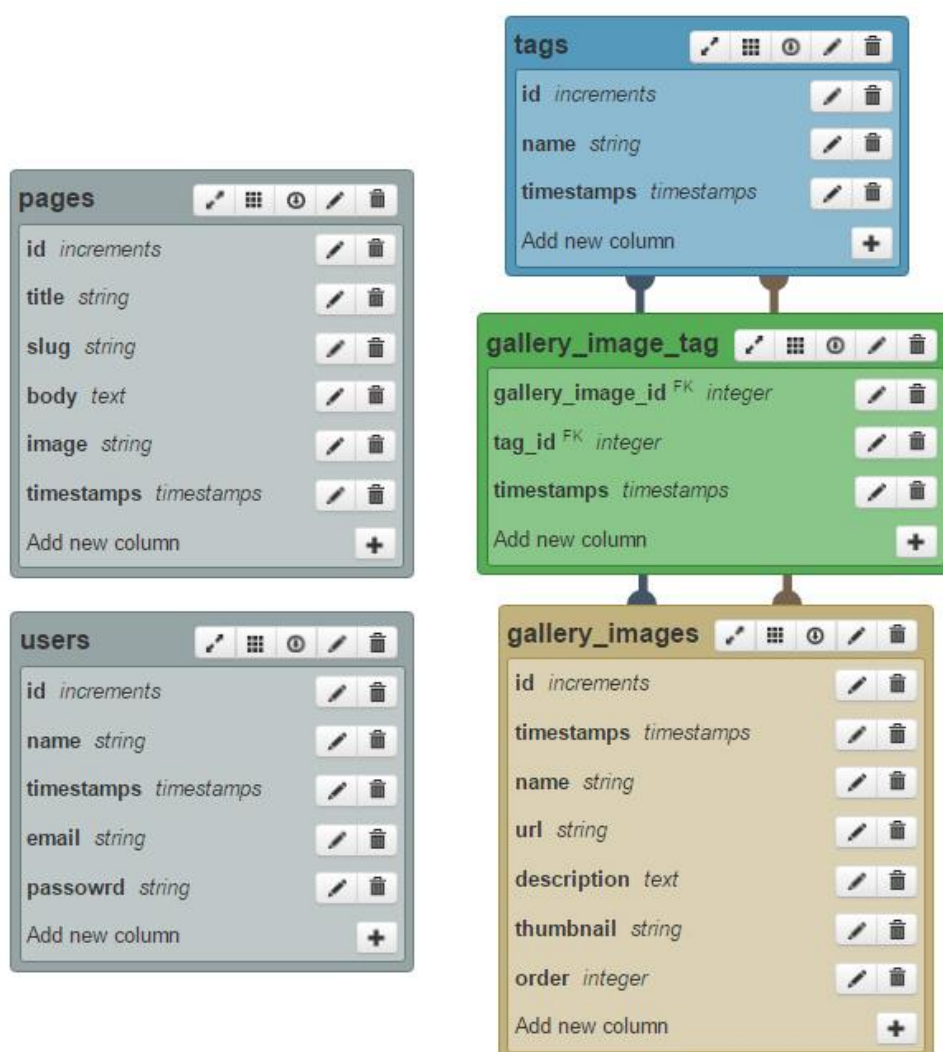 pages
id increments
title string
slug string
body text
image string
timestamps timestamps
Add new column
users
id increments
name string
timestamps timestamps
email string
passowrd string
Add new column
tags
id increments
name string
timestamps timestamps
Add new column
gallery_image_tag
gallery_image_id FK integer
tag_id FK integer
timestamps timestamps
Add new column
gallery_images
id increments
timestamps timestamps
name string
url string
description text
thumbnail string
order integer
Add new column